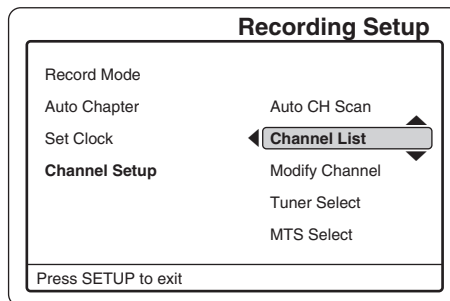 Recording Setup
Record Mode
Auto Chapter
Auto CH Scan
Set Clock
Channel List
Channel Setup
Modify Channel
Tuner Select
MTS Select
Press SETUP to exit